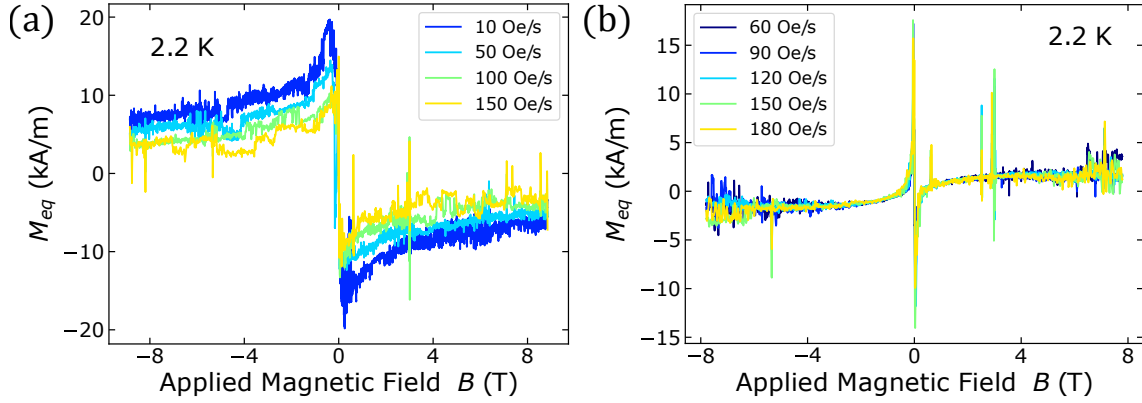 (a)
2.2 K
10 Oe/s
50 Oe/s
100 Oe/s
150 Oe/s
20
10
0
−10
−20
M_eq (kA/m)
−8 −4 0 4 8
Applied Magnetic Field B (T)
(b)
60 Oe/s
90 Oe/s
120 Oe/s
150 Oe/s
180 Oe/s
2.2 K
15
10
5
0
−5
−10
−15
M_eq (kA/m)
−8 −4 0 4 8
Applied Magnetic Field B (T)